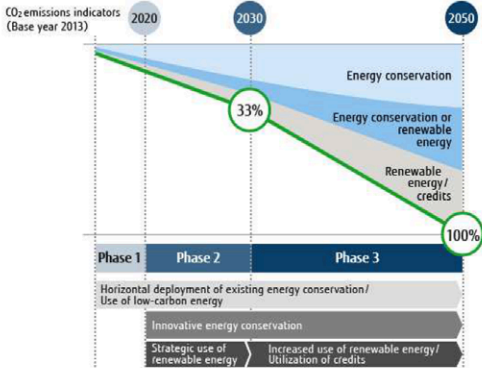 CO₂ emissions indicators
(Base year 2013)
2020
2030
2050
Energy conservation
33%
Energy conservation or
renewable
energy
Renewable
energy/
credits
100%
Phase 1
Phase 2
Phase 3
Horizontal deployment of existing energy conservation/
Use of low-carbon energy
Innovative energy conservation
Strategic use of
renewable energy
Increased use of renewable energy/
Utilization of credits